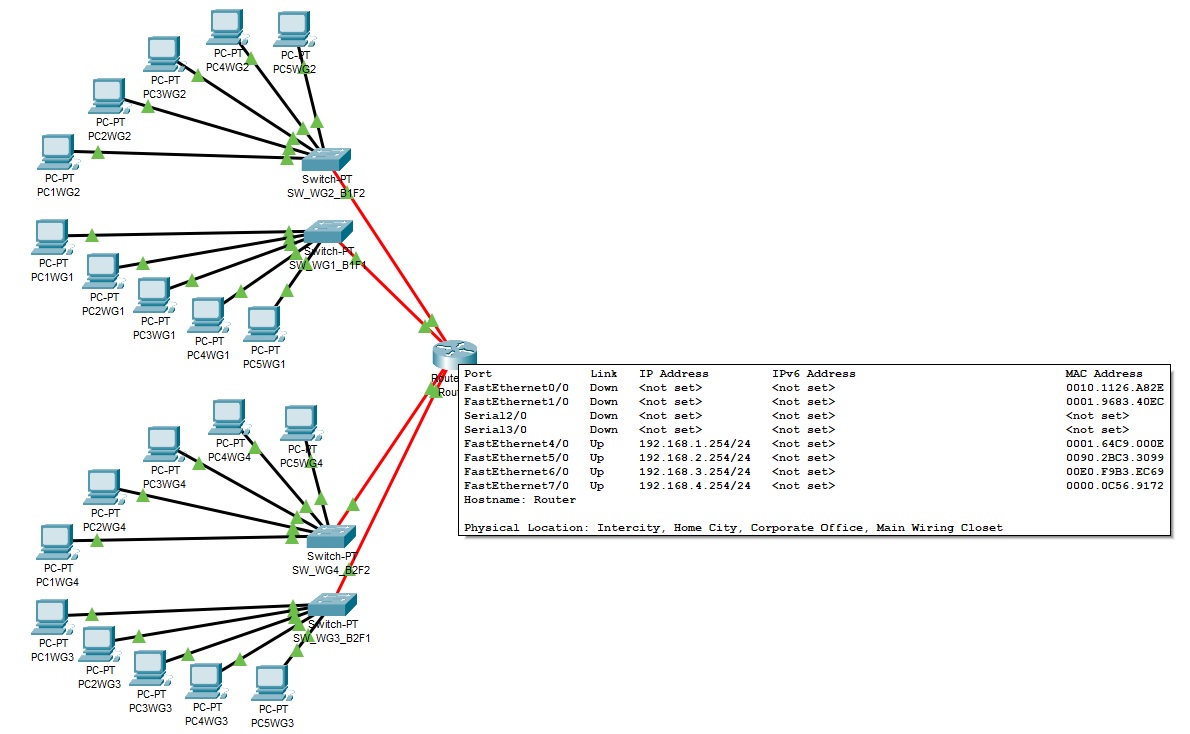 PC-PT
PC5WG2
PC-PT
PC4WG2
PC-PT
PC3WG2
PC-PT
PC2WG2
PC-PT
PC1WG2
Switch-PT
SW_WG2_B1F2
PC-PT
PC1WG1
PC-PT
PC2WG1
PC-PT
PC3WG1
PC-PT
PC4WG1
PC-PT
PC5WG1
Switch-PT
SW_WG1_B1F1
Port Link IP Address IPv6 Address MAC Address
FastEthernet0/0 Down <not set> <not set> 0010.1126.A82E
FastEthernet1/0 Down <not set> <not set> 0001.9683.40EC
Serial2/0 Down <not set> <not set> <not set>
Serial3/0 Down <not set> <not set> <not set>
FastEthernet4/0 Up 192.168.1.254/24 <not set> 0001.64C9.000E
FastEthernet5/0 Up 192.168.2.254/24 <not set> 0090.2BC3.3099
FastEthernet6/0 Up 192.168.3.254/24 <not set> 00E0.F9B3.EC69
FastEthernet7/0 Up 192.168.4.254/24 <not set> 0000.0C56.9172
Hostname: Router
Physical Location: Intercity, Home City, Corporate Office, Main Wiring Closet
PC-PT
PC4WG4
PC-PT
PC5WG4
PC-PT
PC3WG4
PC-PT
PC2WG4
PC-PT
PC1WG4
Switch-PT
SW_WG4_B2F2
PC-PT
PC1WG3
PC-PT
PC2WG3
PC-PT
PC3WG3
PC-PT
PC4WG3
PC-PT
PC5WG3
Switch-PT
SW_WG3_B2F1